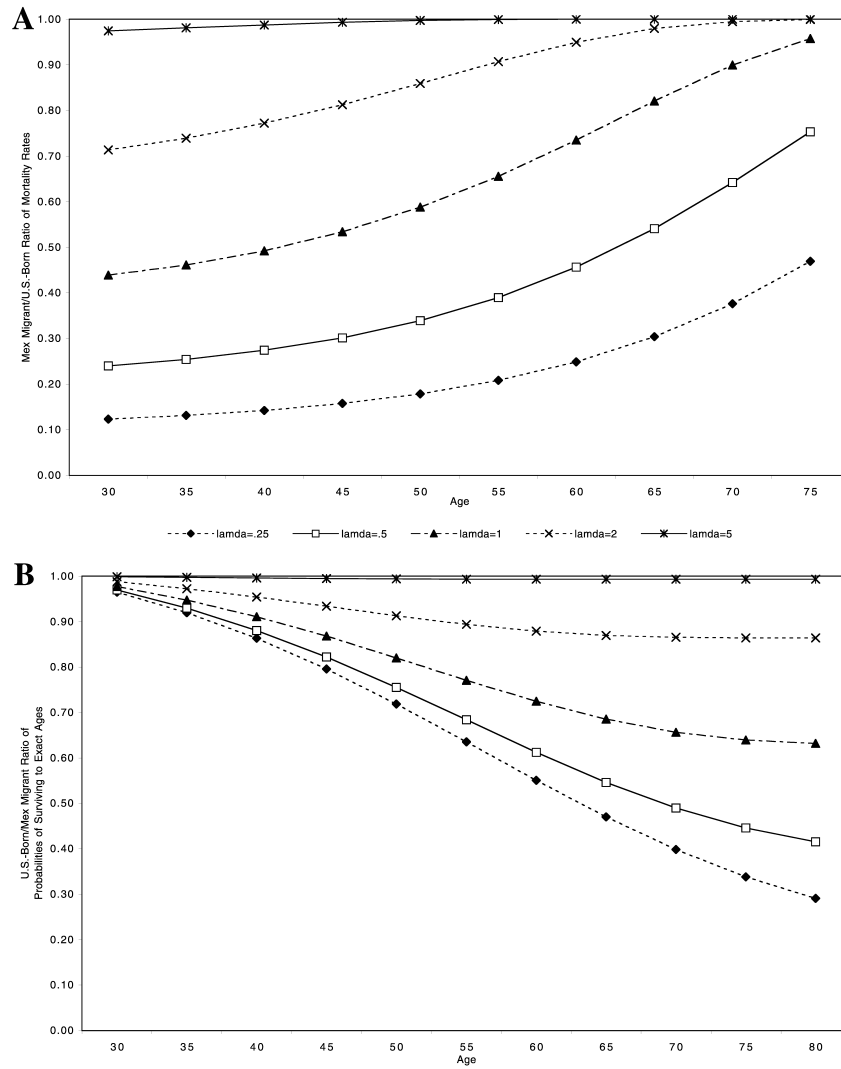 A
1.00
0.90
0.80
0.70
0.60
0.50
0.40
0.30
0.20
0.10
0.00
Mex Migrant/U.S.-Born Ratio of Mortality Rates
30 35 40 45 50 55 60 65 70 75
Age
lamda=.25 lamda=.5 lamda=1 lamda=2 lamda=5
B
1.00
0.90
0.80
0.70
0.60
0.50
0.40
0.30
0.20
0.10
0.00
U.S.-Born/Mex Migrant Ratio of
Probabilities of Surviving to Exact Ages
30 35 40 45 50 55 60 65 70 75 80
Age